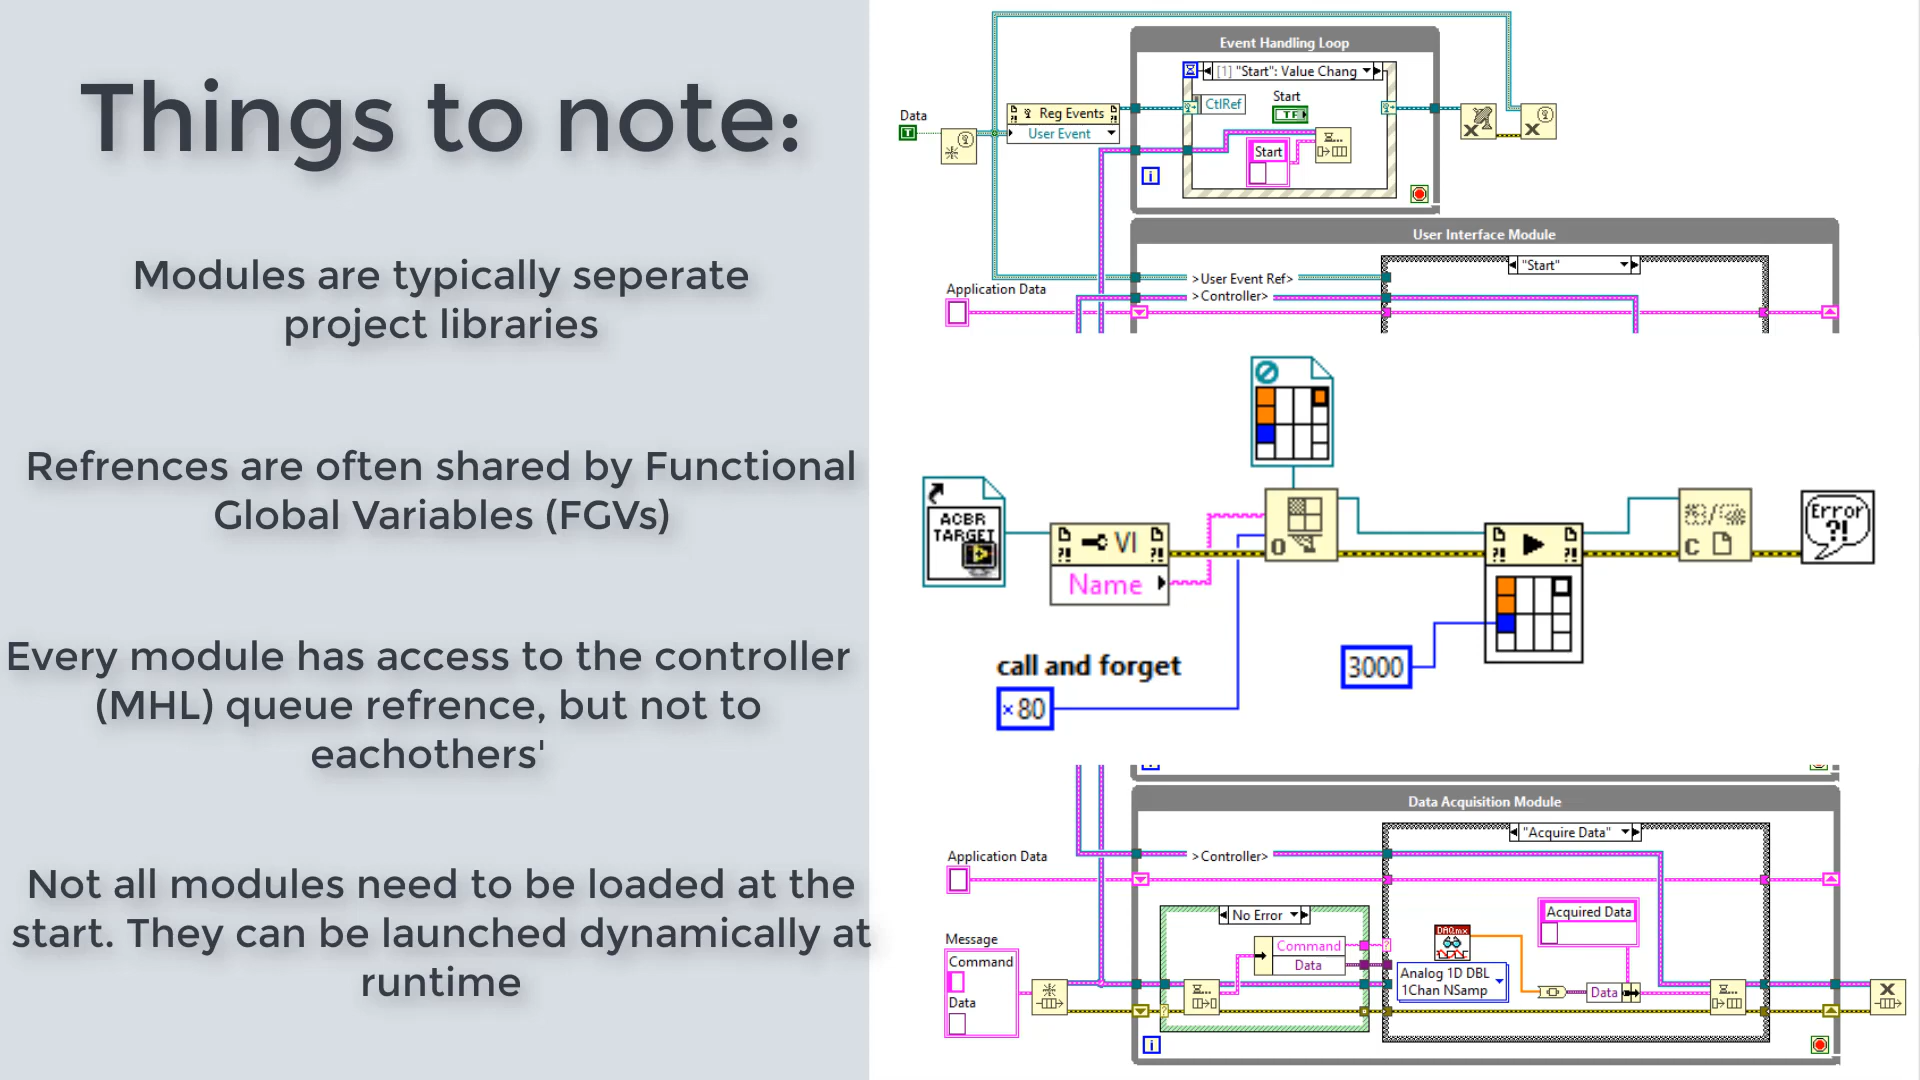 Things to note:
Modules are typically seperate
project libraries
Refrences are often shared by Functional
Global Variables (FGVs)
Every module has access to the controller
(MHL) queue refrence, but not to
eachothers'
Not all modules need to be loaded at the
start. They can be launched dynamically at
runtime
Event Handling Loop
[1] "Start": Value Chang
Data
T
Reg Events
User Event
CtlRef
Start
TF
Start
i
User Interface Module
"Start"
>User Event Ref>
>Controller>
Application Data
ACBR
TARGET
VI
Name
O
C
Error
?!
call and forget
x 80
3000
Data Acquisition Module
"Acquire Data"
>Controller>
Application Data
No Error
Acquired Data
Message
Command
Data
Command
Data
DAQmx
Analog 1D DBL
1Chan NSamp
Data
i